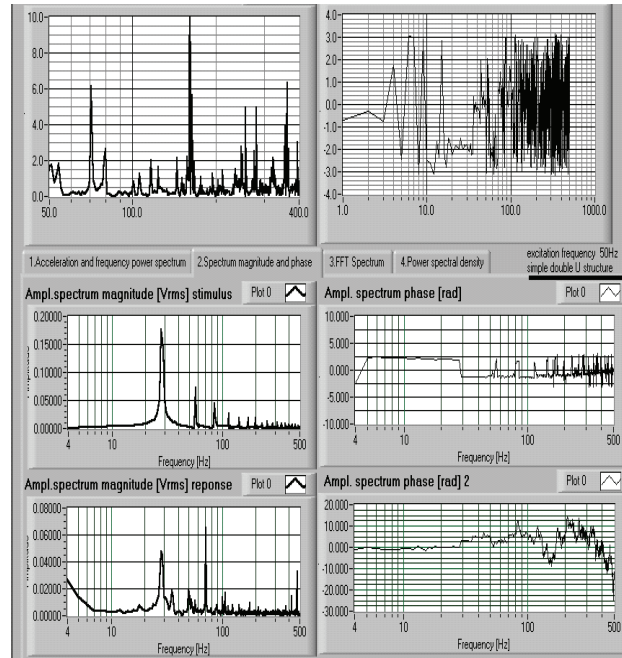 10.0-
8.0-
6.0-
4.0-
2.0-
0.0-
50.0 100.0 400.0
4.0-
3.0-
2.0-
1.0-
0.0-
-1.0-
-2.0-
-3.0-
-4.0-
1.0 10.0 100.0 1000.0
1.Acceleration and frequency power spectrum
2.Spectrum magnitude and phase
3.FFT Spectrum
4.Power spectral density
excitation frequency 50Hz
simple double U structure
Ampl.spectrum magnitude [Vrms] stimulus
Plot 0
0.20000-
0.15000-
0.10000-
0.05000-
0.00000-
4 10 100 500
Frequency [Hz]
Ampl. spectrum phase [rad]
Plot 0
10.000-
5.000-
0.000-
-5.000-
-10.000-
4 10 100 500
Frequency [Hz]
Ampl.spectrum magnitude [Vrms] reponse
Plot 0
0.08000-
0.06000-
0.04000-
0.02000-
0.00000-
4 10 100 500
Frequency [Hz]
Ampl. spectrum phase [rad] 2
Plot 0
20.000-
10.000-
0.000-
-10.000-
-20.000-
-30.000-
4 10 100 500
Frequency [Hz]